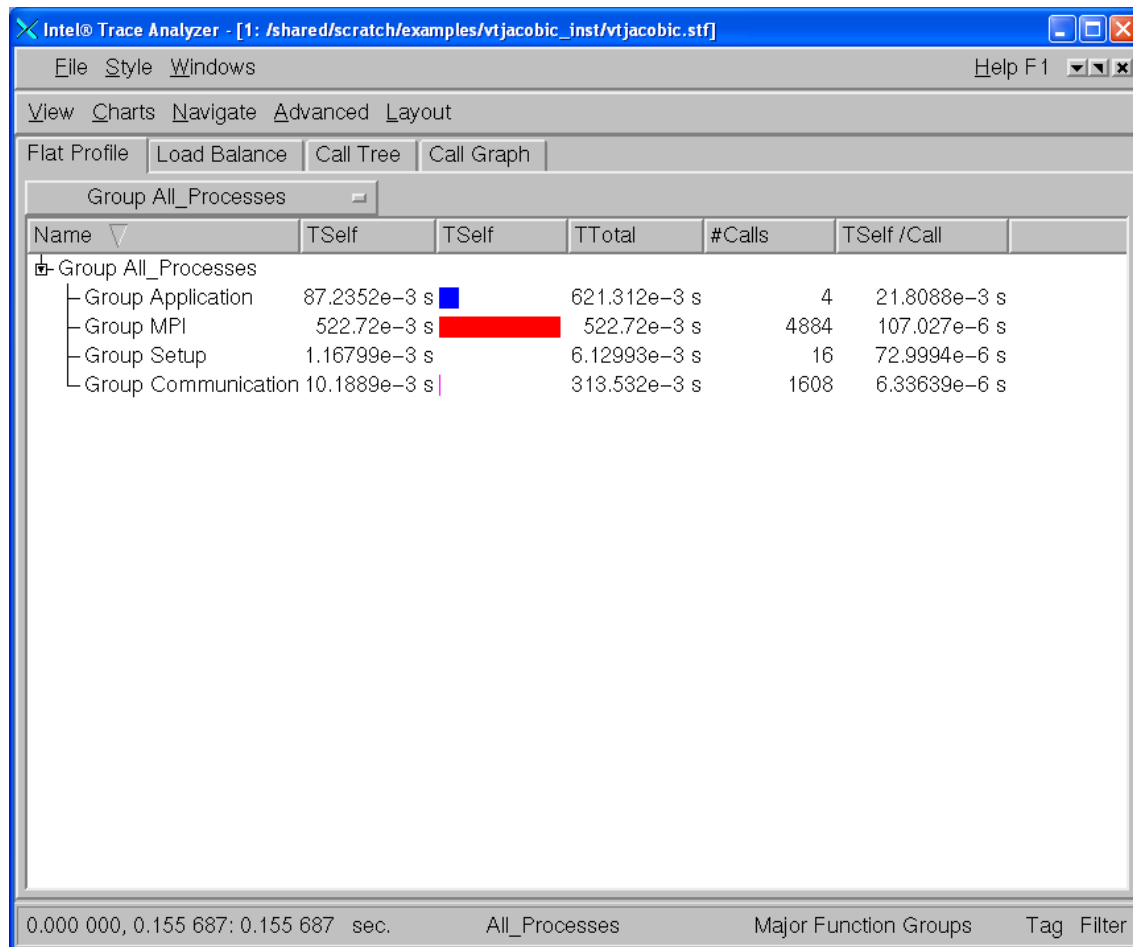 Intel® Trace Analyzer - [1: /shared/scratch/examples/vtjacobic_inst/vtjacobic.stf]
File Style Windows Help F1
View Charts Navigate Advanced Layout
Flat Profile Load Balance Call Tree Call Graph
Group All_Processes
Name TSelf TSelf TTotal #Calls TSelf /Call
Group All_Processes
Group Application 87.2352e−3 s 621.312e−3 s 4 21.8088e−3 s
Group MPI 522.72e−3 s 522.72e−3 s 4884 107.027e−6 s
Group Setup 1.16799e−3 s 6.12993e−3 s 16 72.9994e−6 s
Group Communication 10.1889e−3 s 313.532e−3 s 1608 6.33639e−6 s
0.000 000, 0.155 687: 0.155 687 sec. All_Processes Major Function Groups Tag Filter